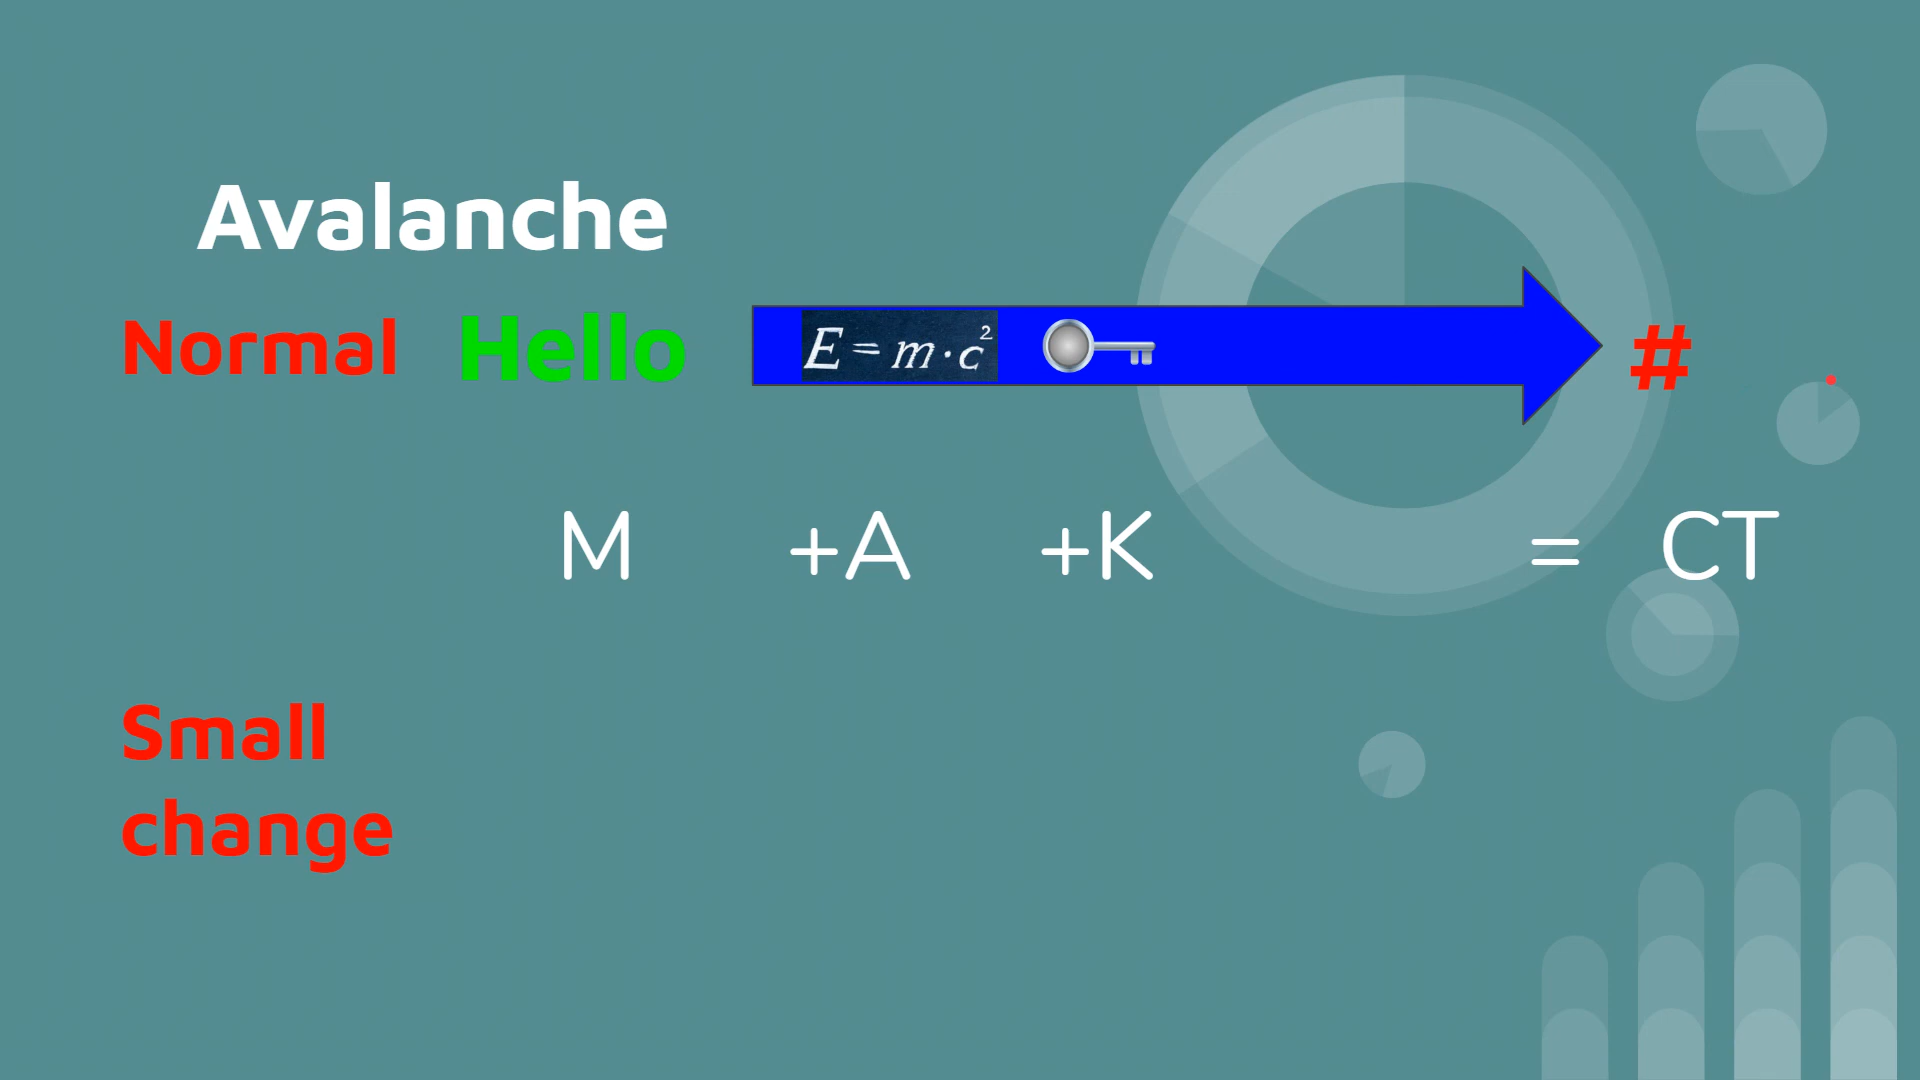 Avalanche
Normal Hello E = m · c² #
M +A +K = CT
Small
change